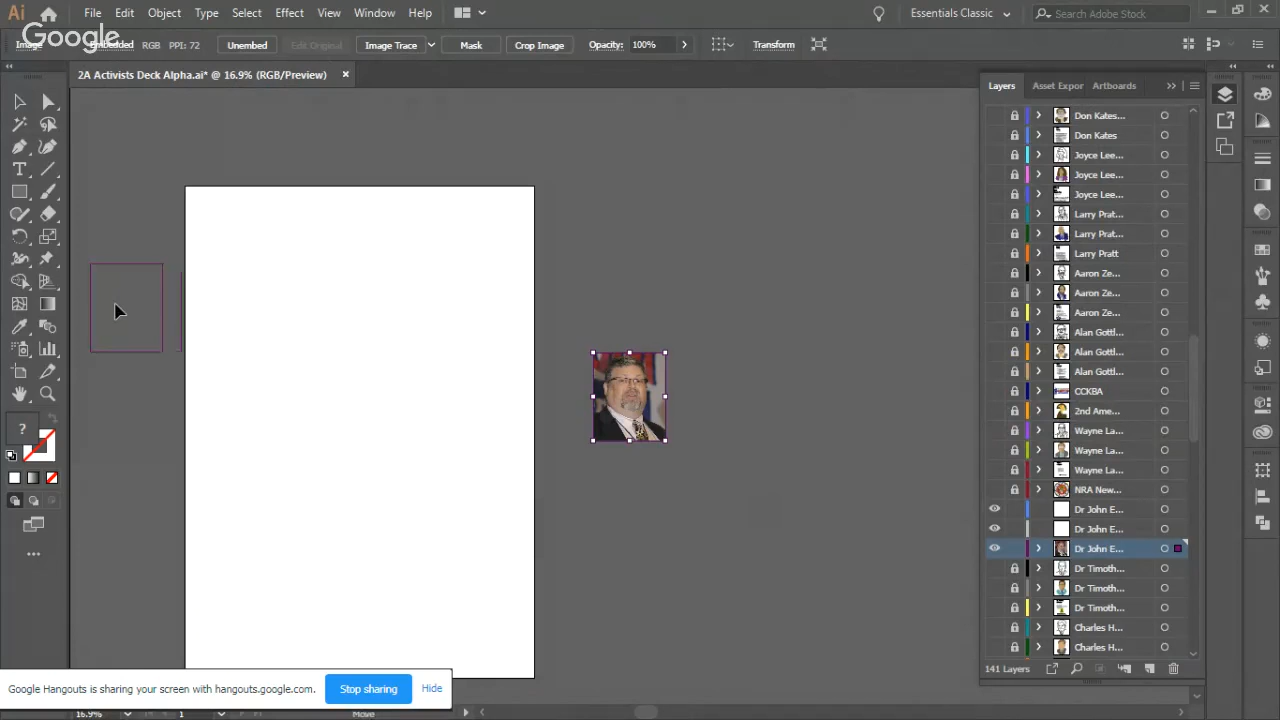 Ai File Edit Object Type Select Effect View Window Help Essentials Classic Search Adobe Stock
Google
Image Embedded RGB PPI: 72 Unembed Edit Original Image Trace Mask Crop Image Opacity: 100% Transform
2A Activists Deck Alpha.ai* @ 16.9% (RGB/Preview) ×
Layers Asset Expor Artboards
Don Kates...
Don Kates
Joyce Lee...
Joyce Lee...
Joyce Lee...
Larry Prat...
Larry Prat...
Larry Pratt
Aaron Ze...
Aaron Ze...
Aaron Ze...
Alan Gottl...
Alan Gottl...
Alan Gottl...
CCKBA
2nd Ame...
Wayne La...
Wayne La...
Wayne La...
NRA New...
Dr John E...
Dr John E...
Dr John E...
Dr Timoth...
Dr Timoth...
Dr Timoth...
Charles H...
Charles H...
141 Layers
?
Google Hangouts is sharing your screen with hangouts.google.com. Stop sharing Hide
16.9% 1 Move